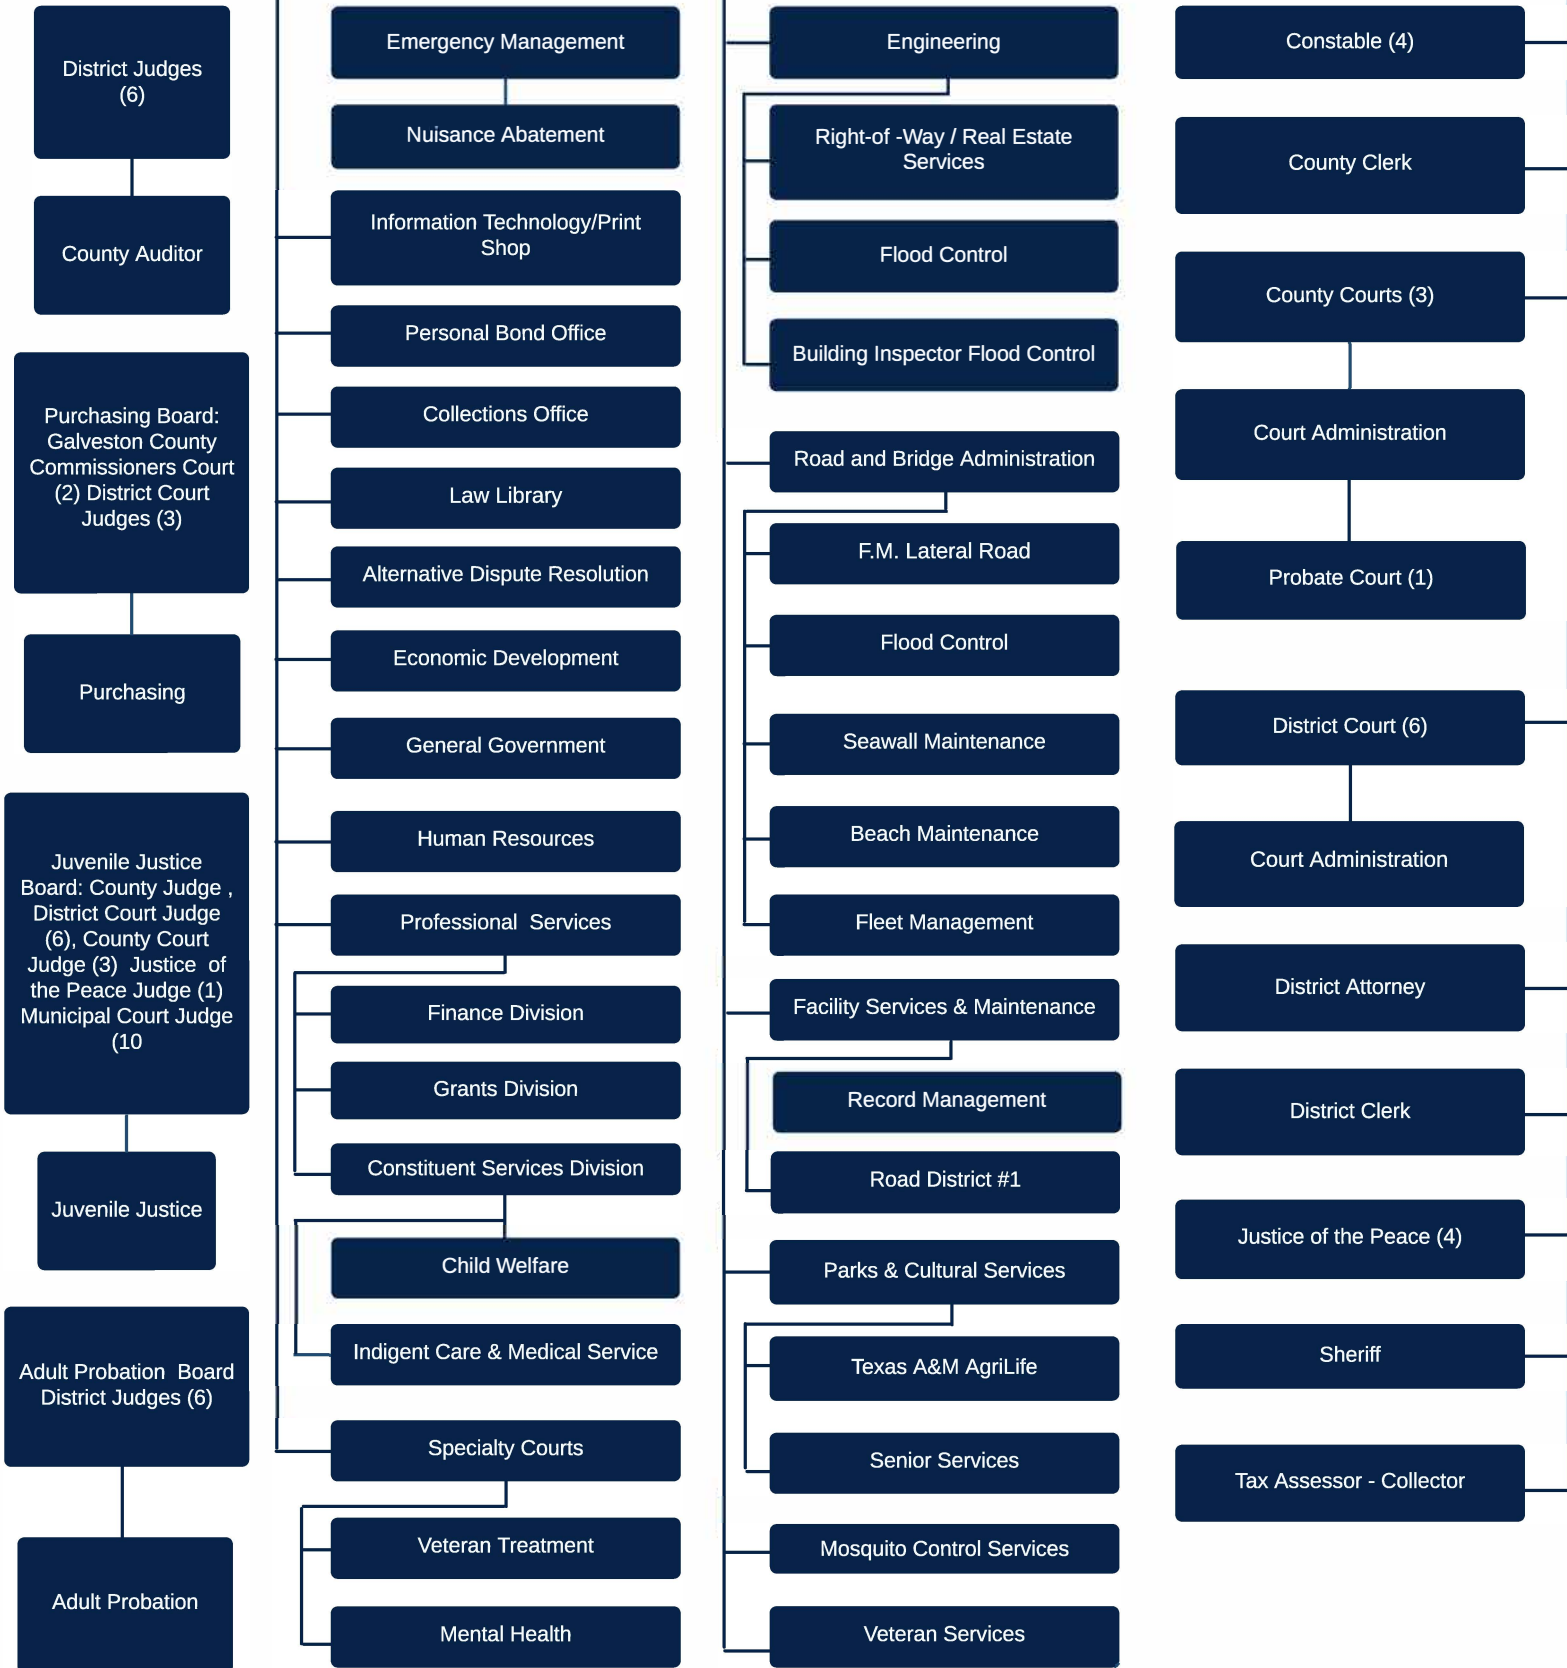 District Judges
(6)
County Auditor
Purchasing Board:
Galveston County
Commissioners Court
(2) District Court
Judges (3)
Purchasing
Juvenile Justice
Board: County Judge ,
District Court Judge
(6), County Court
Judge (3) Justice of
the Peace Judge (1)
Municipal Court Judge
(10
Juvenile Justice
Adult Probation Board
District Judges (6)
Adult Probation
Emergency Management
Nuisance Abatement
Information Technology/Print
Shop
Personal Bond Office
Collections Office
Law Library
Alternative Dispute Resolution
Economic Development
General Government
Human Resources
Professional Services
Finance Division
Grants Division
Constituent Services Division
Child Welfare
Indigent Care & Medical Service
Specialty Courts
Veteran Treatment
Mental Health
Engineering
Right-of -Way / Real Estate
Services
Flood Control
Building Inspector Flood Control
Road and Bridge Administration
F.M. Lateral Road
Flood Control
Seawall Maintenance
Beach Maintenance
Fleet Management
Facility Services & Maintenance
Record Management
Road District #1
Parks & Cultural Services
Texas A&M AgriLife
Senior Services
Mosquito Control Services
Veteran Services
Constable (4)
County Clerk
County Courts (3)
Court Administration
Probate Court (1)
District Court (6)
Court Administration
District Attorney
District Clerk
Justice of the Peace (4)
Sheriff
Tax Assessor - Collector